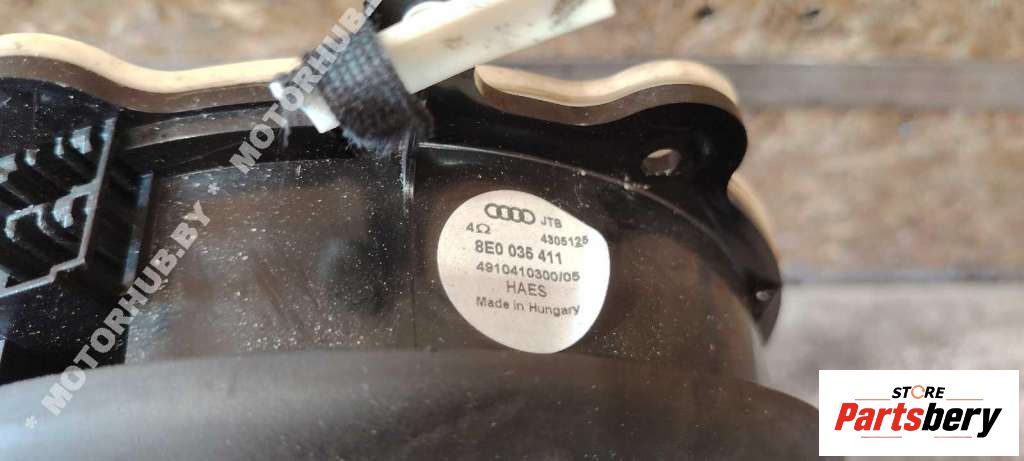 JTB
4Ω 4305125
8E0 035 411
4910410300/05
HAES
Made in Hungary
* MOTORHUB.BY * MOTORHUB.BY
STORE
Partsbery